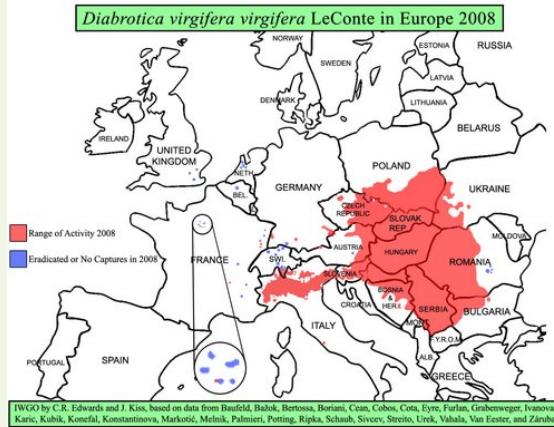 Diabrotica virgifera virgifera LeConte in Europe 2008
NORWAY
SWEDEN
ESTONIA
RUSSIA
LATVIA
DENMARK
LITHUANIA
IRELAND
UNITED
KINGDOM
BELARUS
NETH.
BEL.
GERMANY
POLAND
UKRAINE
CZECH
REPUBLIC
SLOVAK
REP.
Range of Activity 2008
Eradicated or No Captures in 2008
FRANCE
SWI.
AUSTRIA
HUNGARY
MOLDOVA
ROMANIA
SLOVENIA
CROATIA
BOSNIA
&
HER.
SERBIA
BULGARIA
ITALY
MONT.
F.Y.R.O.M.
ALB.
GREECE
PORTUGAL
SPAIN
IWGO by C.R. Edwards and J. Kiss, based on data from Baufeld, Bažok, Bertossa, Boriani, Cean, Cobos, Cota, Eyre, Furlan, Grabenweger, Ivanova,
Karic, Kubik, Konefal, Konstantinova, Markotić, Melnik, Palmieri, Potting, Ripka, Schaub, Sivcev, Streito, Urek, Vahala, Van Eester, and Záruba